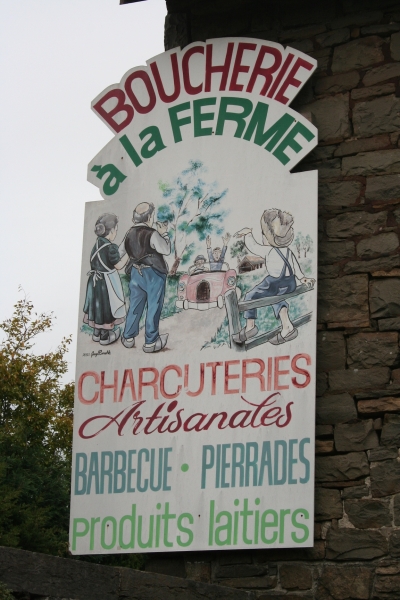 BOUCHERIE
à la FERME
CHARCUTERIES
Artisanales
BARBECUE • PIERRADES
produits laitiers